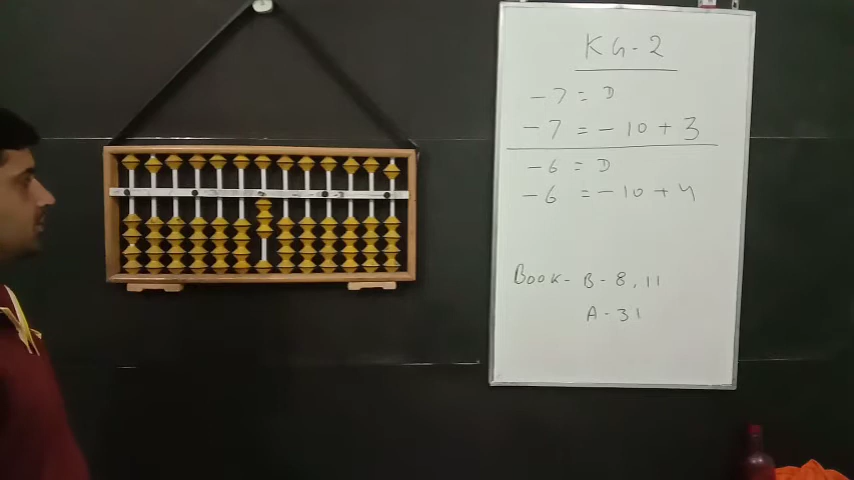 KG-2
-7 = D
-7 = -10 + 3
-6 = D
-6 = -10 + 4
Book - B - 8, 11
A - 31